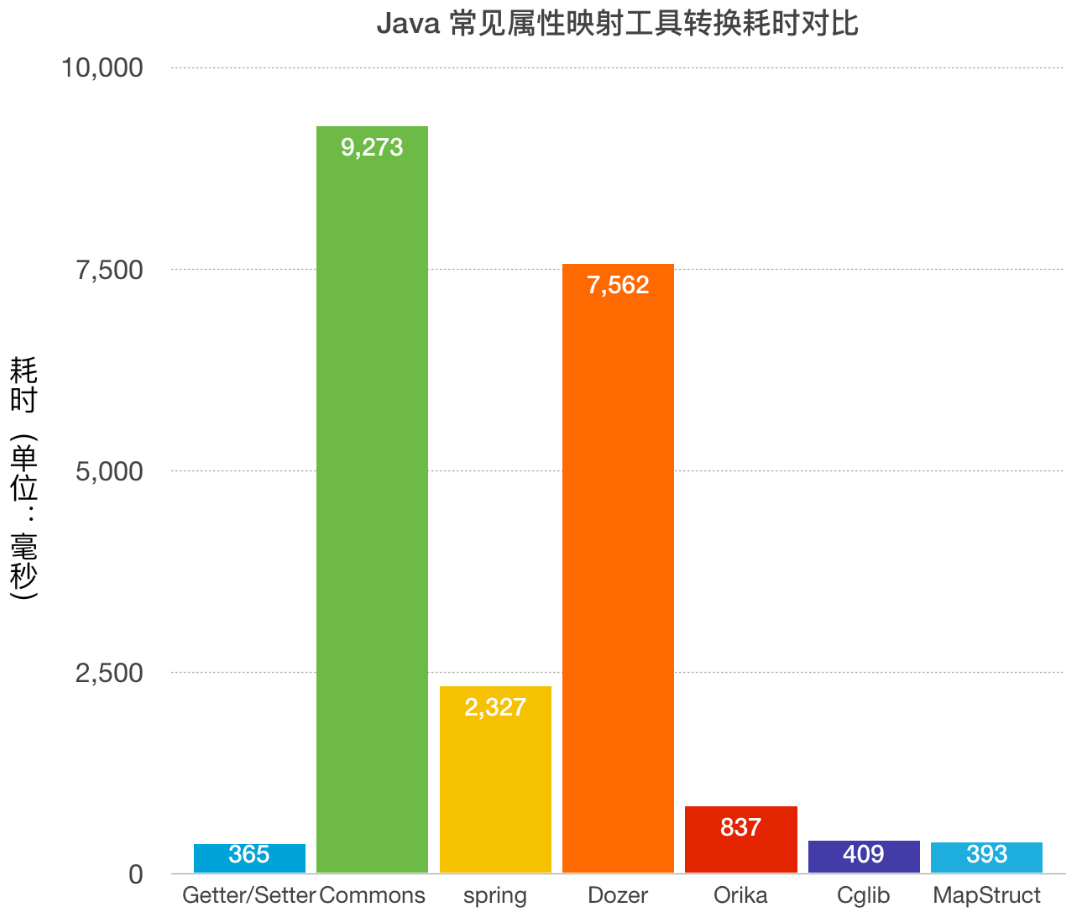 Java 常见属性映射工具转换耗时对比
10,000
7,500
5,000
2,500
0
耗时（单位：毫秒）
365
9,273
2,327
7,562
837
409
393
Getter/Setter
Commons
spring
Dozer
Orika
Cglib
MapStruct